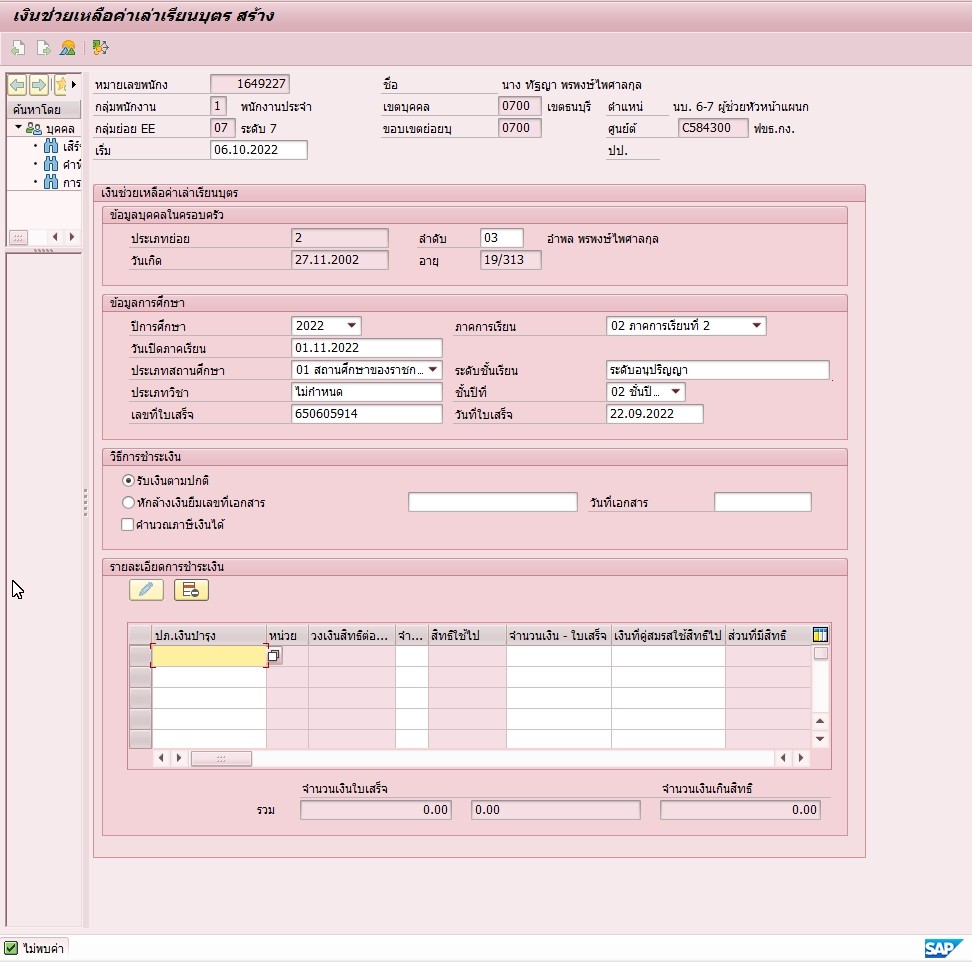 เงินช่วยเหลือค่าเล่าเรียนบุตร สร้าง
ค้นหาโดย
บุคคล
เสิร์
คำที่
การ
หมายเลขพนักง 1649227 ชื่อ นาง ทัฐญา พรพงษ์ไพศาลกุล
กลุ่มพนักงาน 1 พนักงานประจำ เขตบุคคล 0700 เขตธนบุรี ตำแหน่ นบ. 6-7 ผู้ช่วยหัวหน้าแผนก
กลุ่มย่อย EE 07 ระดับ 7 ขอบเขตย่อยบุ 0700 ศูนย์ต้ C584300 ฟขธ.กง.
เริ่ม 06.10.2022 ปป.
เงินช่วยเหลือค่าเล่าเรียนบุตร
ข้อมูลบุคคลในครอบครัว
ประเภทย่อย 2 ลำดับ 03 อำพล พรพงษ์ไพศาลกุล
วันเกิด 27.11.2002 อายุ 19/313
ข้อมูลการศึกษา
ปีการศึกษา 2022 ภาคการเรียน 02 ภาคการเรียนที่ 2
วันเปิดภาคเรียน 01.11.2022
ประเภทสถานศึกษา 01 สถานศึกษาของราชก... ระดับชั้นเรียน ระดับอนุปริญญา
ประเภทวิชา ไม่กำหนด ชั้นปีที่ 02 ชั้นปี...
เลขที่ใบเสร็จ 650605914 วันที่ใบเสร็จ 22.09.2022
วิธีการชำระเงิน
รับเงินตามปกติ
หักล้างเงินยืมเลขที่เอกสาร วันที่เอกสาร
คำนวณภาษีเงินได้
รายละเอียดการชำระเงิน
ปภ.เงินบำรุง หน่วย วงเงินสิทธิต่อ... จำ... สิทธิใช้ไป จำนวนเงิน - ใบเสร็จ เงินที่คู่สมรสใช้สิทธิไป ส่วนที่มีสิทธิ
จำนวนเงินใบเสร็จ จำนวนเงินเกินสิทธิ
รวม 0.00 0.00 0.00
ไม่พบค่า
SAP